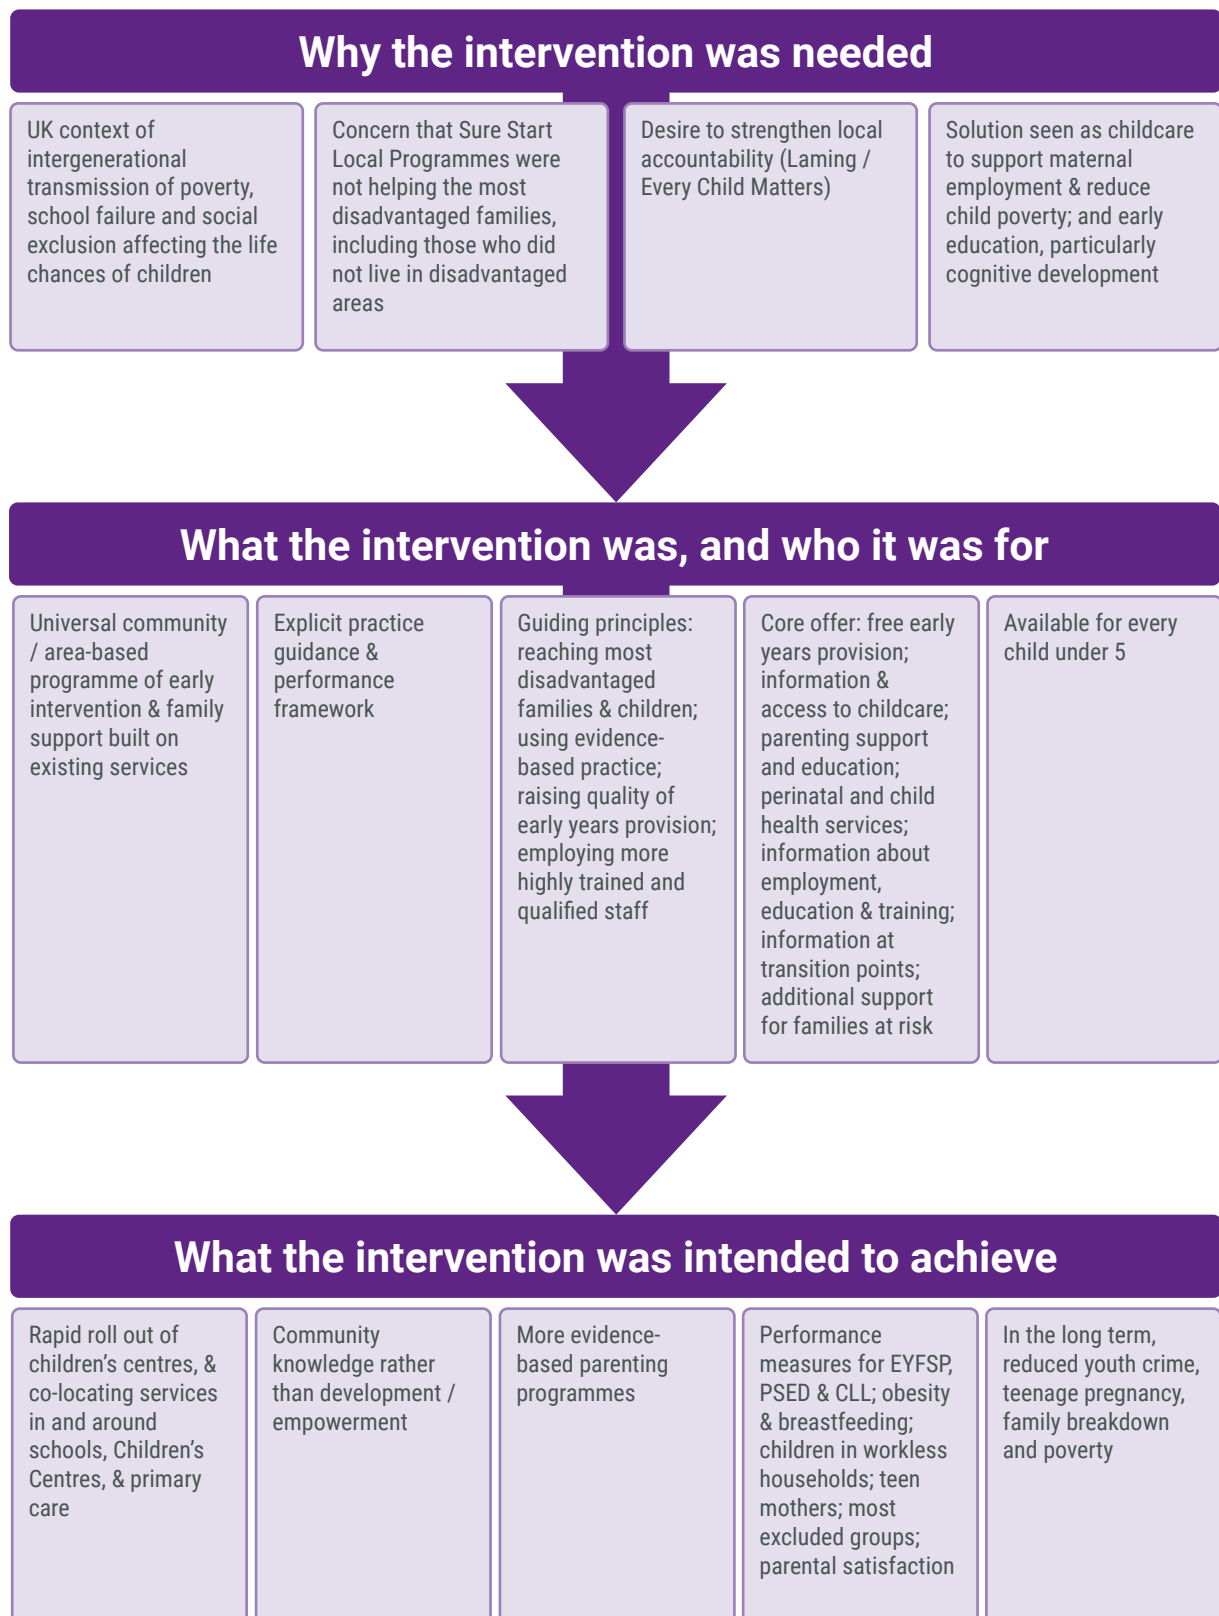 Why the intervention was needed
UK context of
intergenerational
transmission of poverty,
school failure and social
exclusion affecting the life
chances of children
Concern that Sure Start
Local Programmes were
not helping the most
disadvantaged families,
including those who did
not live in disadvantaged
areas
Desire to strengthen local
accountability (Laming /
Every Child Matters)
Solution seen as childcare
to support maternal
employment & reduce
child poverty; and early
education, particularly
cognitive development
What the intervention was, and who it was for
Universal community
/ area-based
programme of early
intervention & family
support built on
existing services
Explicit practice
guidance &
performance
framework
Guiding principles:
reaching most
disadvantaged
families & children;
using evidence-
based practice;
raising quality of
early years provision;
employing more
highly trained and
qualified staff
Core offer: free early
years provision;
information &
access to childcare;
parenting support
and education;
perinatal and child
health services;
information about
employment,
education & training;
information at
transition points;
additional support
for families at risk
Available for every
child under 5
What the intervention was intended to achieve
Rapid roll out of
children’s centres, &
co-locating services
in and around
schools, Children’s
Centres, & primary
care
Community
knowledge rather
than development /
empowerment
More evidence-
based parenting
programmes
Performance
measures for EYFSP,
PSED & CLL; obesity
& breastfeeding;
children in workless
households; teen
mothers; most
excluded groups;
parental satisfaction
In the long term,
reduced youth crime,
teenage pregnancy,
family breakdown
and poverty